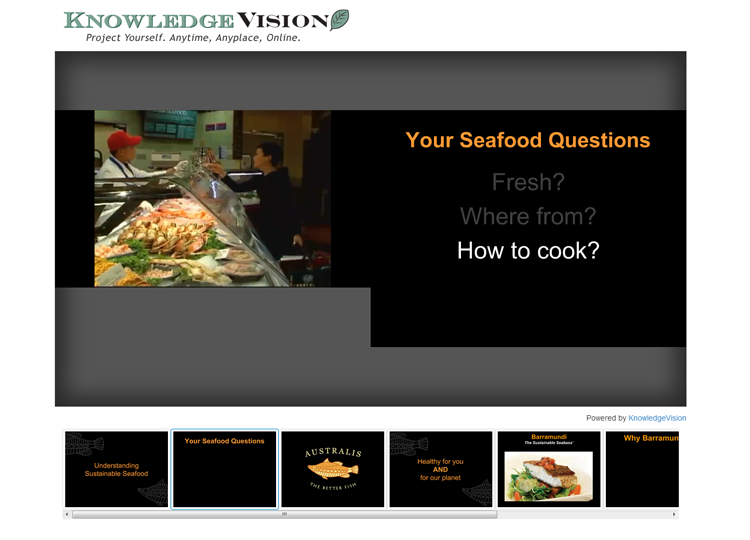 KNOWLEDGEVISION
Project Yourself. Anytime, Anyplace, Online.
Your Seafood Questions
Fresh?
Where from?
How to cook?
Powered by KnowledgeVision
Understanding
Sustainable Seafood
Your Seafood Questions
AUSTRALIS
THE BETTER FISH
Healthy for you
AND
for our planet
Barramundi
The Sustainable Seabass
Why Barramun